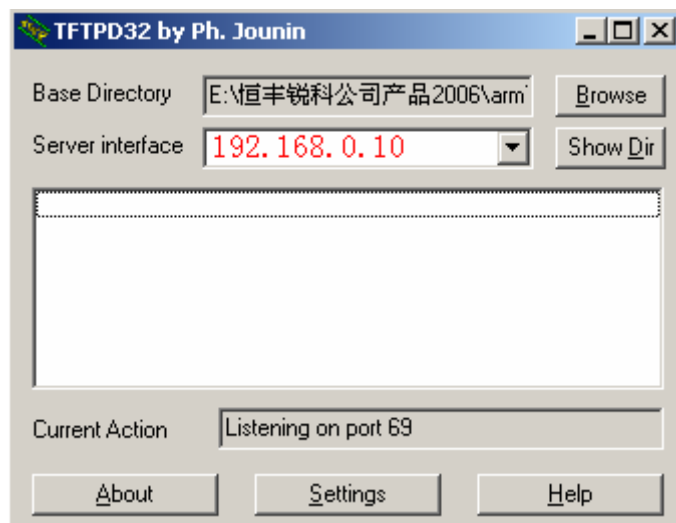 TFTPD32 by Ph. Jounin
Base Directory E:\恒丰锐科公司产品2006\arm Browse
Server interface 192.168.0.10 Show Dir
Current Action Listening on port 69
About Settings Help